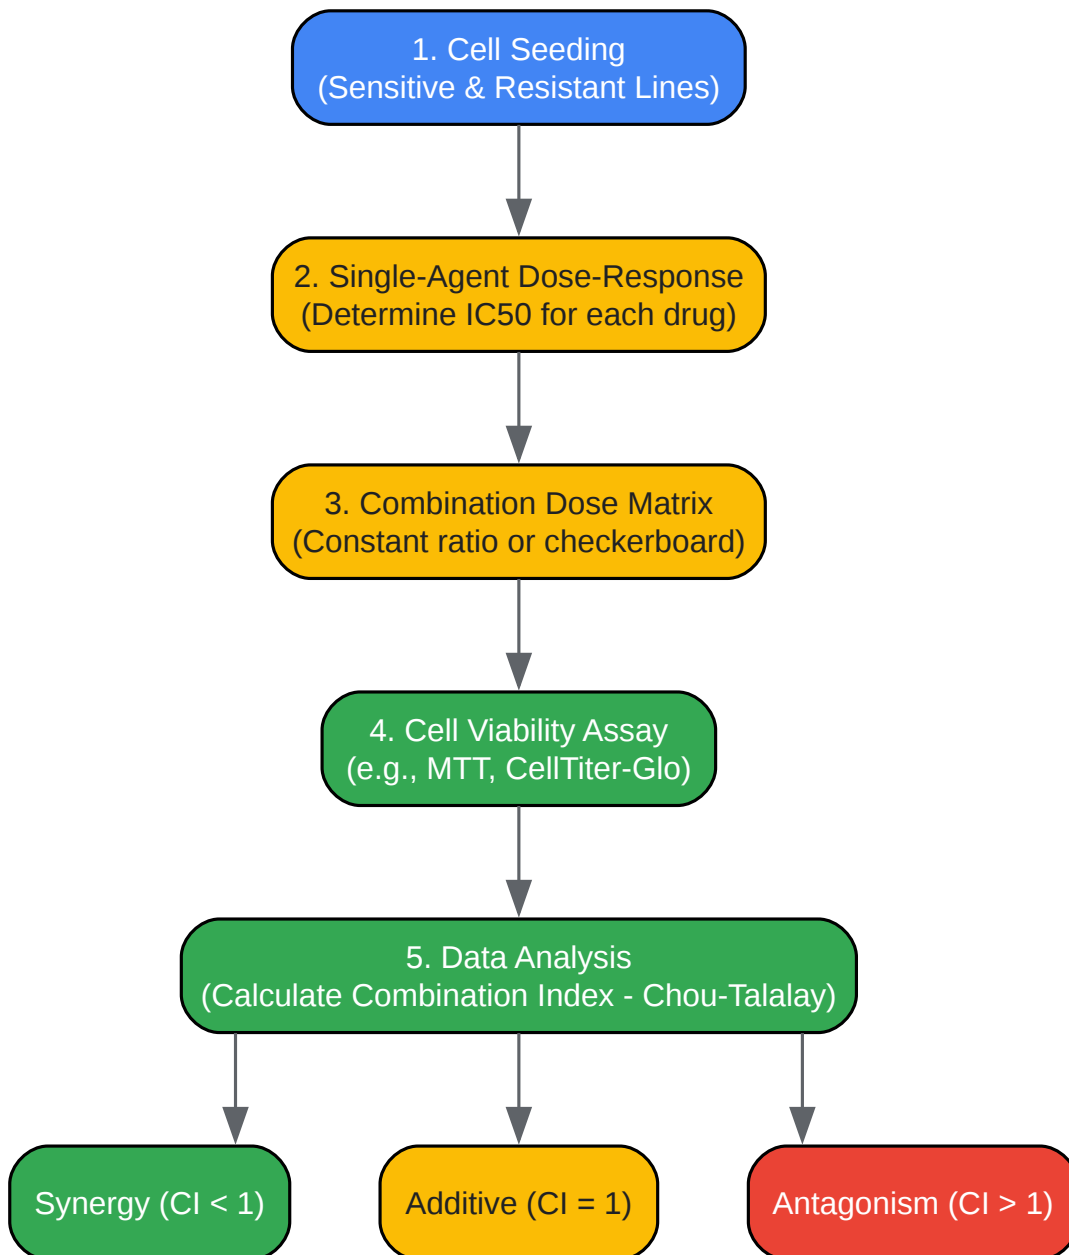 1. Cell Seeding
(Sensitive & Resistant Lines)
2. Single-Agent Dose-Response
(Determine IC50 for each drug)
3. Combination Dose Matrix
(Constant ratio or checkerboard)
4. Cell Viability Assay
(e.g., MTT, CellTiter-Glo)
5. Data Analysis
(Calculate Combination Index - Chou-Talalay)
Synergy (CI < 1)
Additive (CI = 1)
Antagonism (CI > 1)